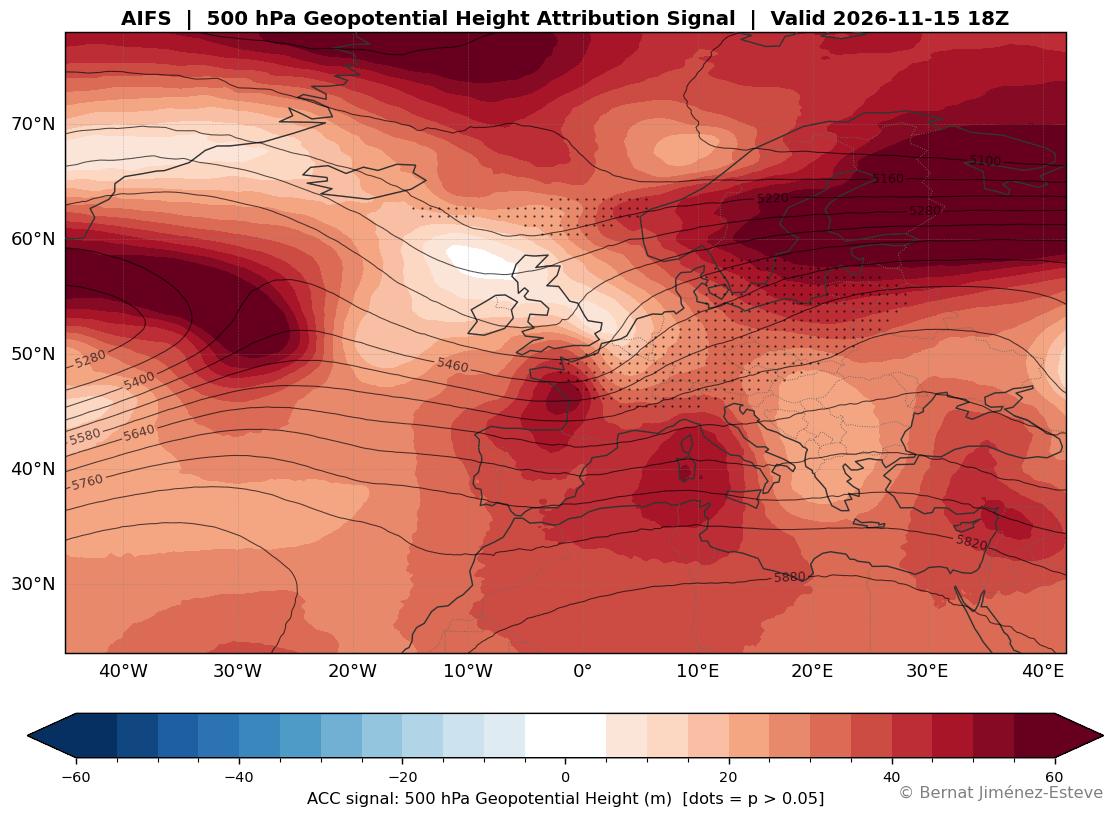 AIFS | 500 hPa Geopotential Height Attribution Signal | Valid 2026-11-15 18Z
70°N
60°N
50°N
40°N
30°N
5100
5160
5220
5280
5280
5400
5460
5580
5640
5760
5820
5880
40°W 30°W 20°W 10°W 0° 10°E 20°E 30°E 40°E
−60 −40 −20 0 20 40 60
ACC signal: 500 hPa Geopotential Height (m) [dots = p > 0.05]
© Bernat Jiménez-Esteve